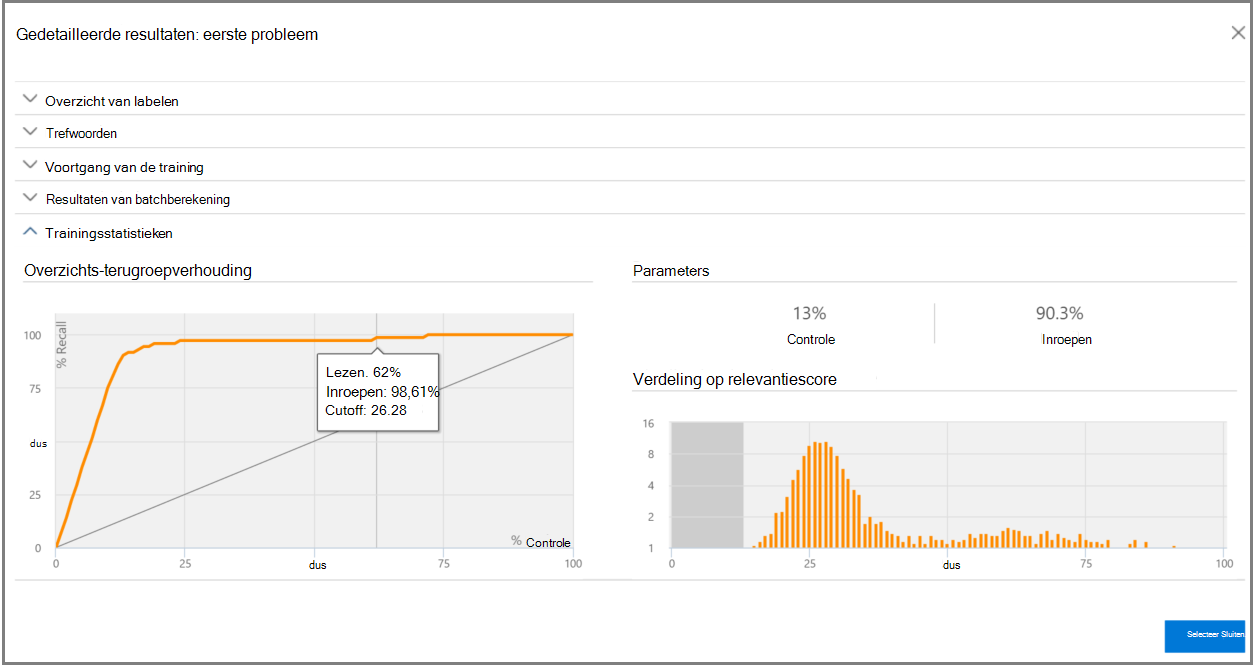 Gedetailleerde resultaten: eerste probleem
Overzicht van labelen
Trefwoorden
Voortgang van de training
Resultaten van batchberekening
Trainingsstatistieken
Overzichts-terugroepverhouding
100
75
dus
25
0
% Recall
Lezen. 62%
Inroepen: 98,61%
Cutoff: 26.28
% Controle
0
25
dus
75
100
Parameters
13%
Controle
90.3%
Inroepen
Verdeling op relevantiescore
16
8
4
2
1
0
25
dus
75
100
Selecteer Sluiten